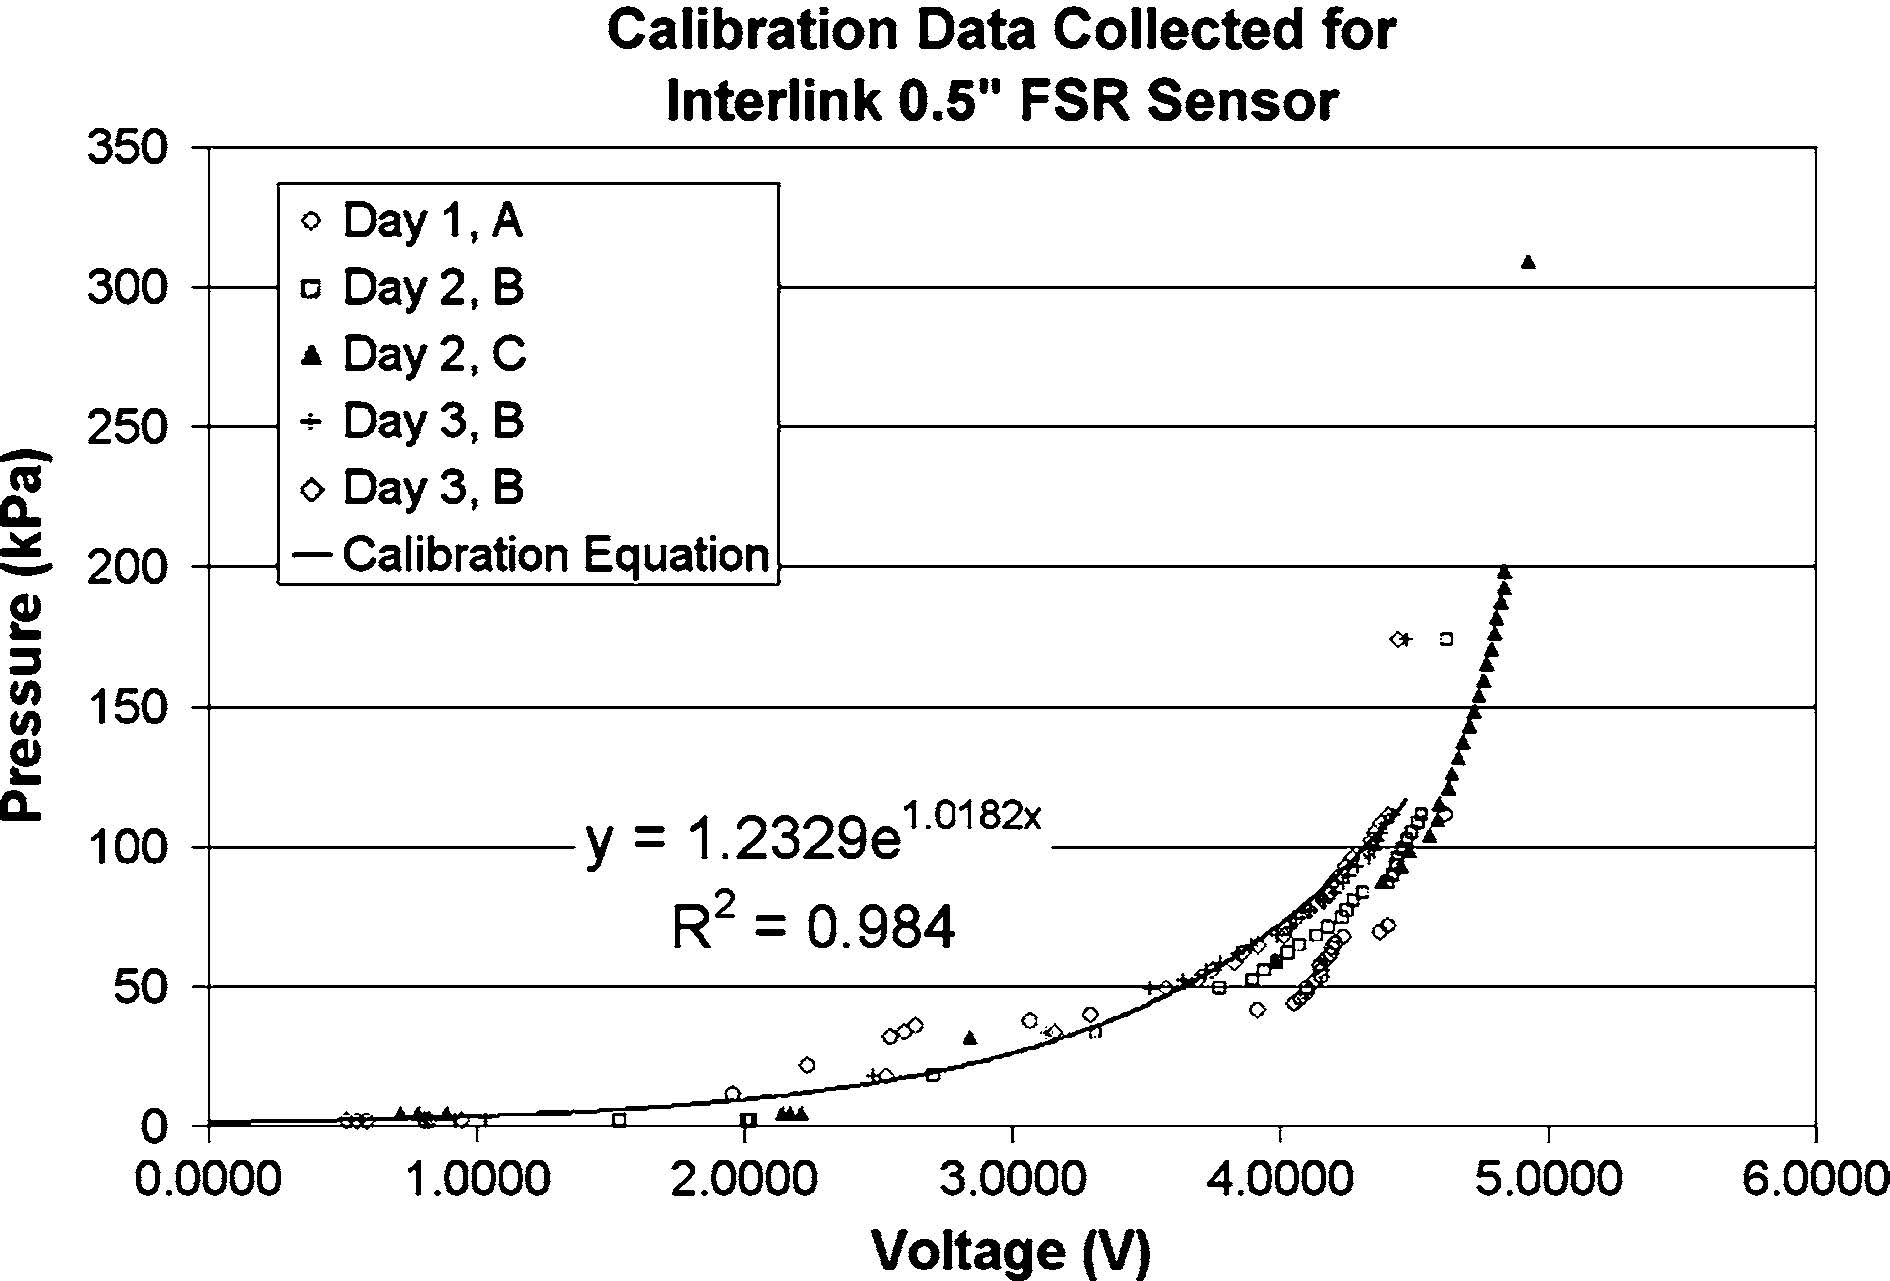 Calibration Data Collected for
Interlink 0.5" FSR Sensor
350
300
250
200
150
100
50
0
Pressure (kPa)
Day 1, A
Day 2, B
Day 2, C
Day 3, B
Day 3, B
Calibration Equation
y = 1.2329e^1.0182x
R² = 0.984
0.0000 1.0000 2.0000 3.0000 4.0000 5.0000 6.0000
Voltage (V)